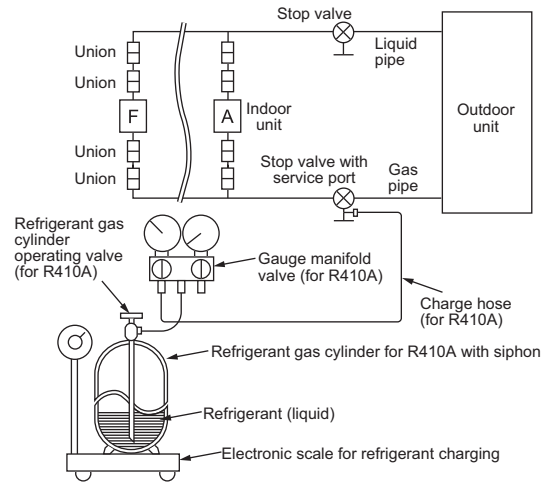 Stop valve
Union
Liquid
pipe
Union
F
A
Indoor
unit
Outdoor
unit
Union
Stop valve with
service port
Gas
pipe
Union
Refrigerant gas
cylinder
operating valve
(for R410A)
Gauge manifold
valve (for R410A)
Charge hose
(for R410A)
Refrigerant gas cylinder for R410A with siphon
Refrigerant (liquid)
Electronic scale for refrigerant charging